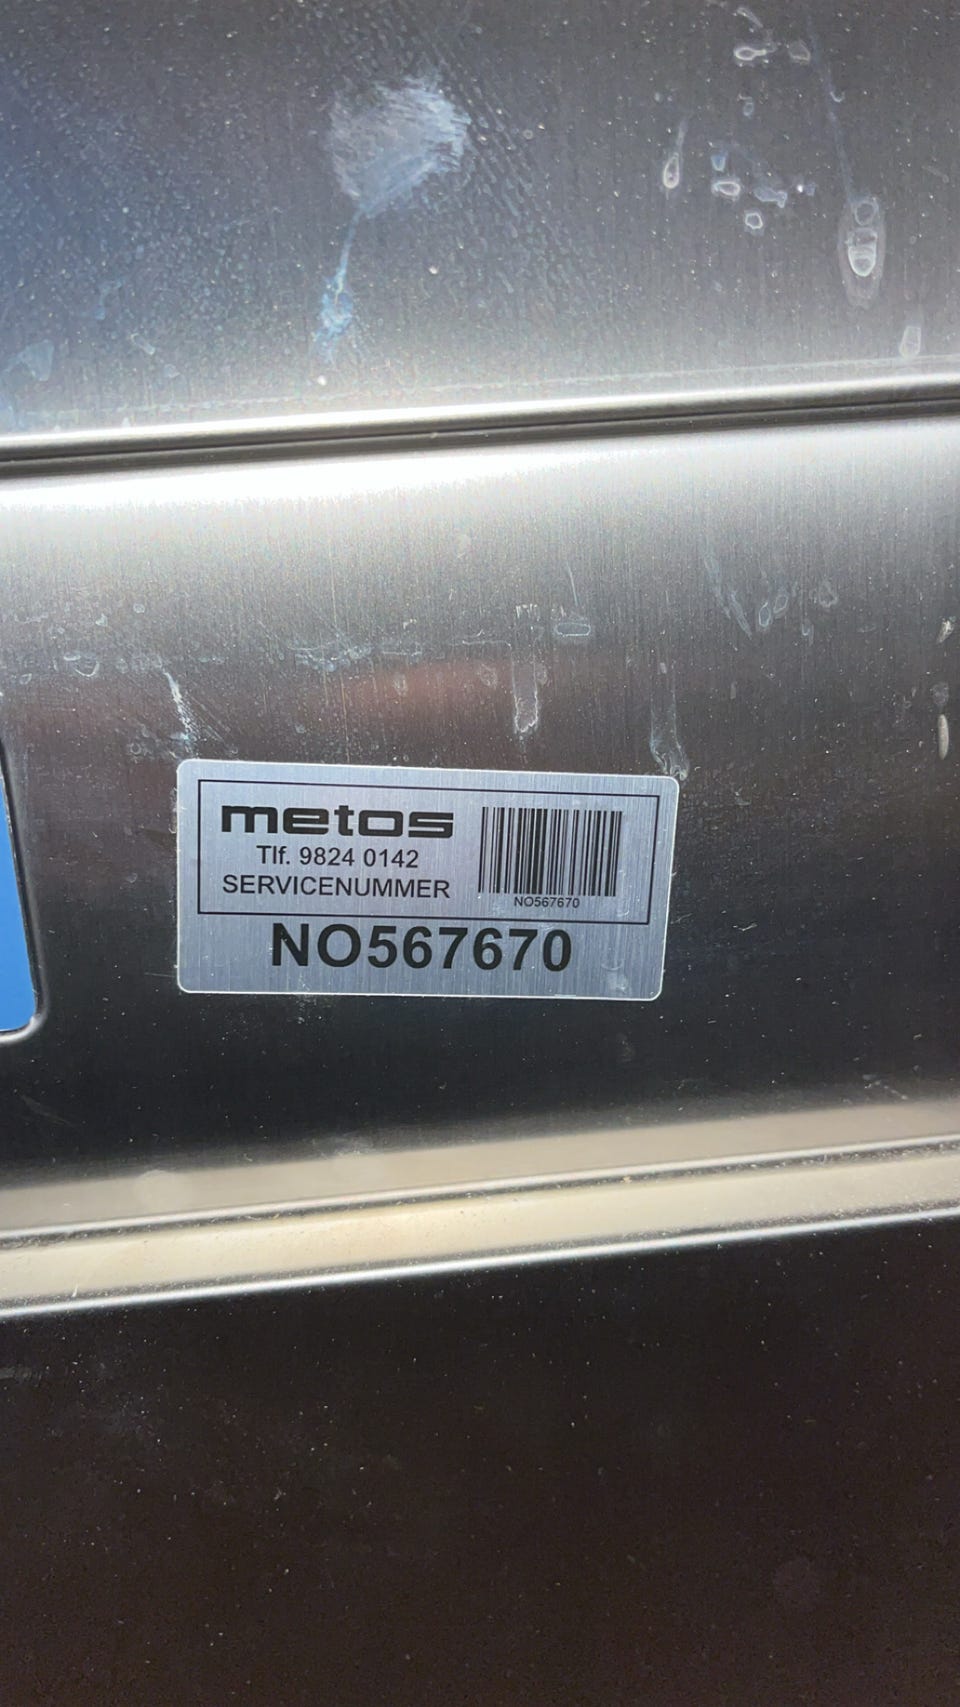 metos
Tlf. 9824 0142
SERVICENUMMER
NO567670
NO567670